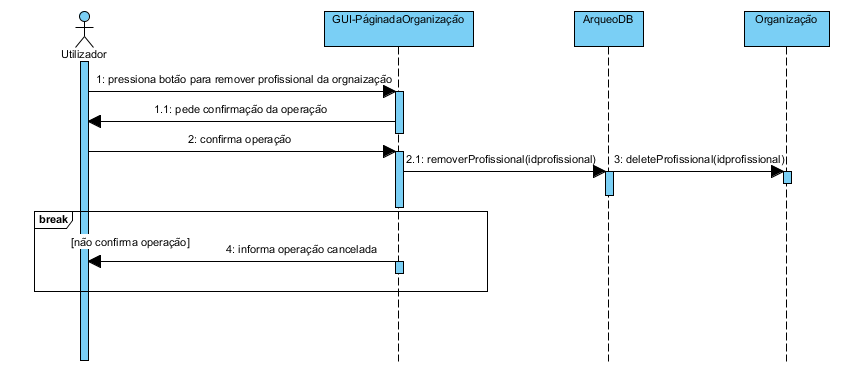 GUI-PáginadaOrganização
ArqueoDB
Organização
Utilizador
1: pressiona botão para remover profissional da orgnaização
1.1: pede confirmação da operação
2: confirma operação
2.1: removerProfissional(idprofissional)
3: deleteProfissional(idprofissional)
break
[não confirma operação]
4: informa operação cancelada